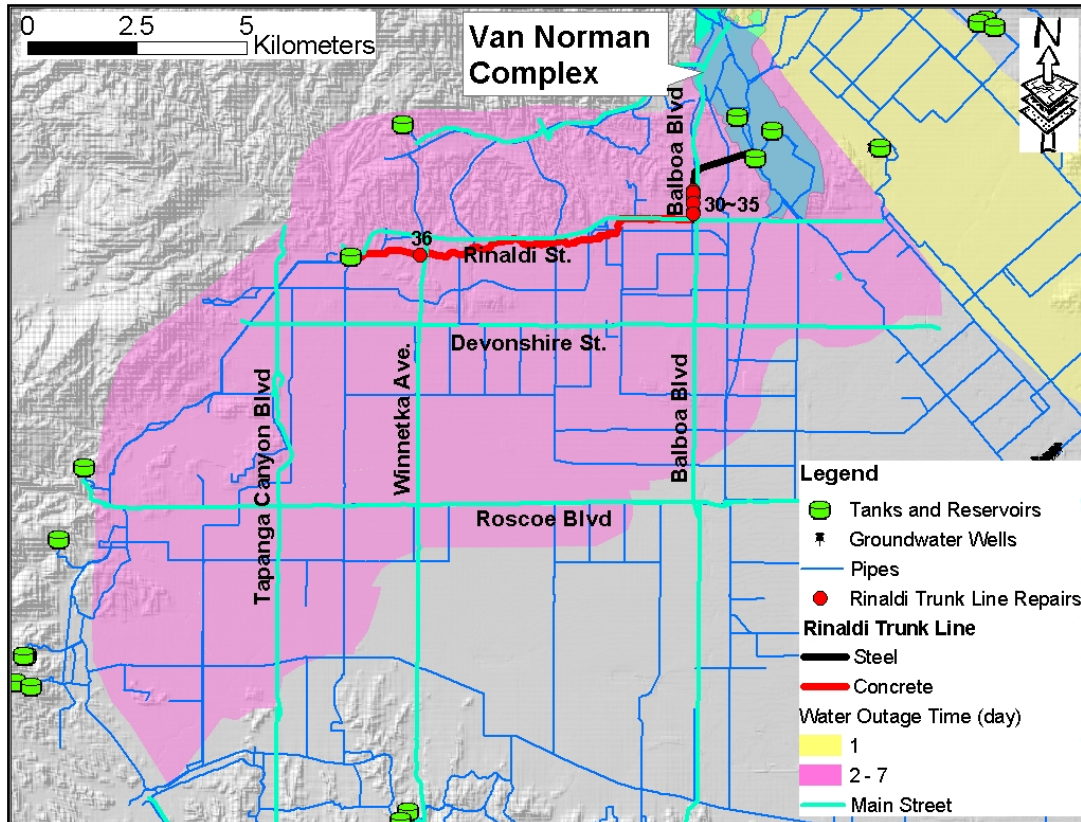 0 2.5 5
Kilometers
Van Norman
Complex
N
Balboa Blvd
30~35
36
Rinaldi St.
Devonshire St.
Tapanga Canyon Blvd
Winnetka Ave.
Balboa Blvd
Roscoe Blvd
Legend
Tanks and Reservoirs
Groundwater Wells
Pipes
Rinaldi Trunk Line Repairs
Rinaldi Trunk Line
Steel
Concrete
Water Outage Time (day)
1
2 - 7
Main Street